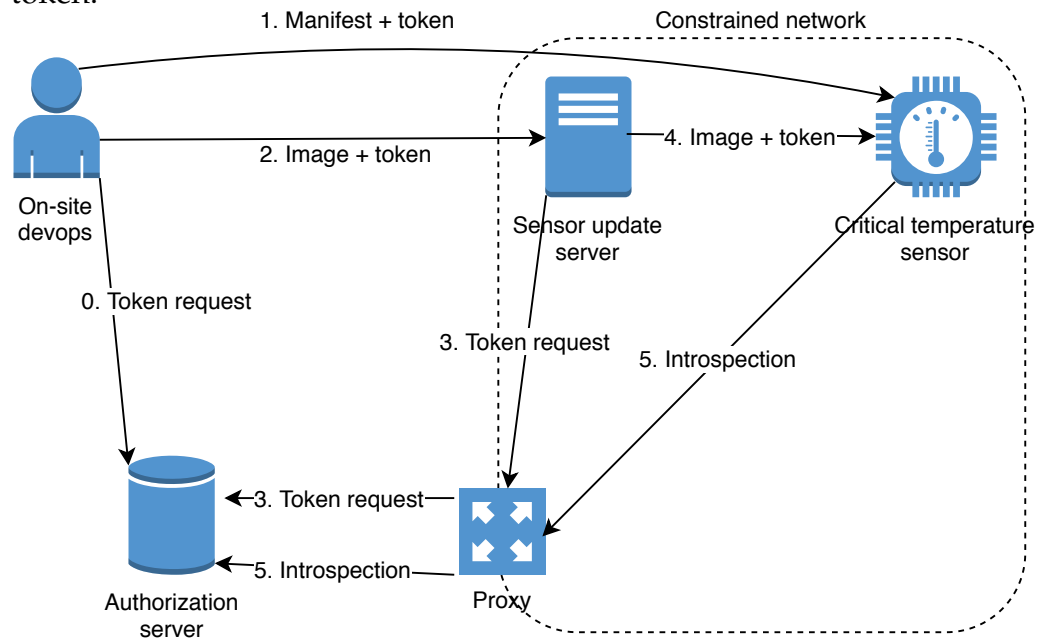 token.
1. Manifest + token
Constrained network
2. Image + token
4. Image + token
On-site
devops
Sensor update
server
Critical temperature
sensor
0. Token request
3. Token request
5. Introspection
3. Token request
5. Introspection
Authorization
server
Proxy